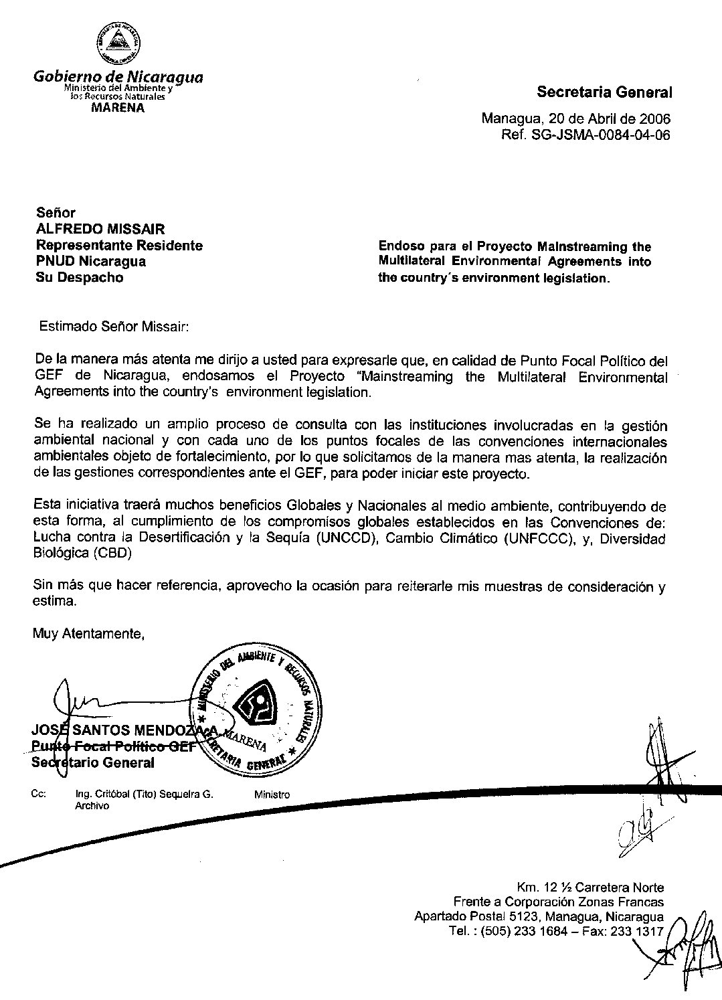 REPUBLICA DE NICARAGUA
AMERICA CENTRAL
Gobierno de Nicaragua
Ministerio del Ambiente y
los Recursos Naturales
MARENA
Secretaria General
Managua, 20 de Abril de 2006
Ref. SG-JSMA-0084-04-06
Señor
ALFREDO MISSAIR
Representante Residente
PNUD Nicaragua
Su Despacho
Endoso para el Proyecto Mainstreaming the
Multilateral Environmental Agreements into
the country´s environment legislation.
Estimado Señor Missair:
De la manera más atenta me dirijo a usted para expresarle que, en calidad de Punto Focal Político del
GEF de Nicaragua, endosamos el Proyecto “Mainstreaming the Multilateral Environmental
Agreements into the country's environment legislation.
Se ha realizado un amplio proceso de consulta con las instituciones involucradas en la gestión
ambiental nacional y con cada uno de los puntos focales de las convenciones internacionales
ambientales objeto de fortalecimiento, por lo que solicitamos de la manera mas atenta, la realización
de las gestiones correspondientes ante el GEF, para poder iniciar este proyecto.
Esta iniciativa traerá muchos beneficios Globales y Nacionales al medio ambiente, contribuyendo de
esta forma, al cumplimiento de los compromisos globales establecidos en las Convenciones de:
Lucha contra la Desertificación y la Sequía (UNCCD), Cambio Climático (UNFCCC), y, Diversidad
Biológica (CBD)
Sin más que hacer referencia, aprovecho la ocasión para reiterarle mis muestras de consideración y
estima.
Muy Atentamente,
MINISTERIO DEL AMBIENTE Y RECURSOS NATURALES
MARENA
SECRETARIA GENERAL
JOSÉ SANTOS MENDOZA A.
Punto Focal Político GEF
Secretario General
Cc: Ing. Critóbal (Tito) Sequeira G. Ministro
Archivo
Km. 12 ½ Carretera Norte
Frente a Corporación Zonas Francas
Apartado Postal 5123, Managua, Nicaragua
Tel. : (505) 233 1684 – Fax: 233 1317